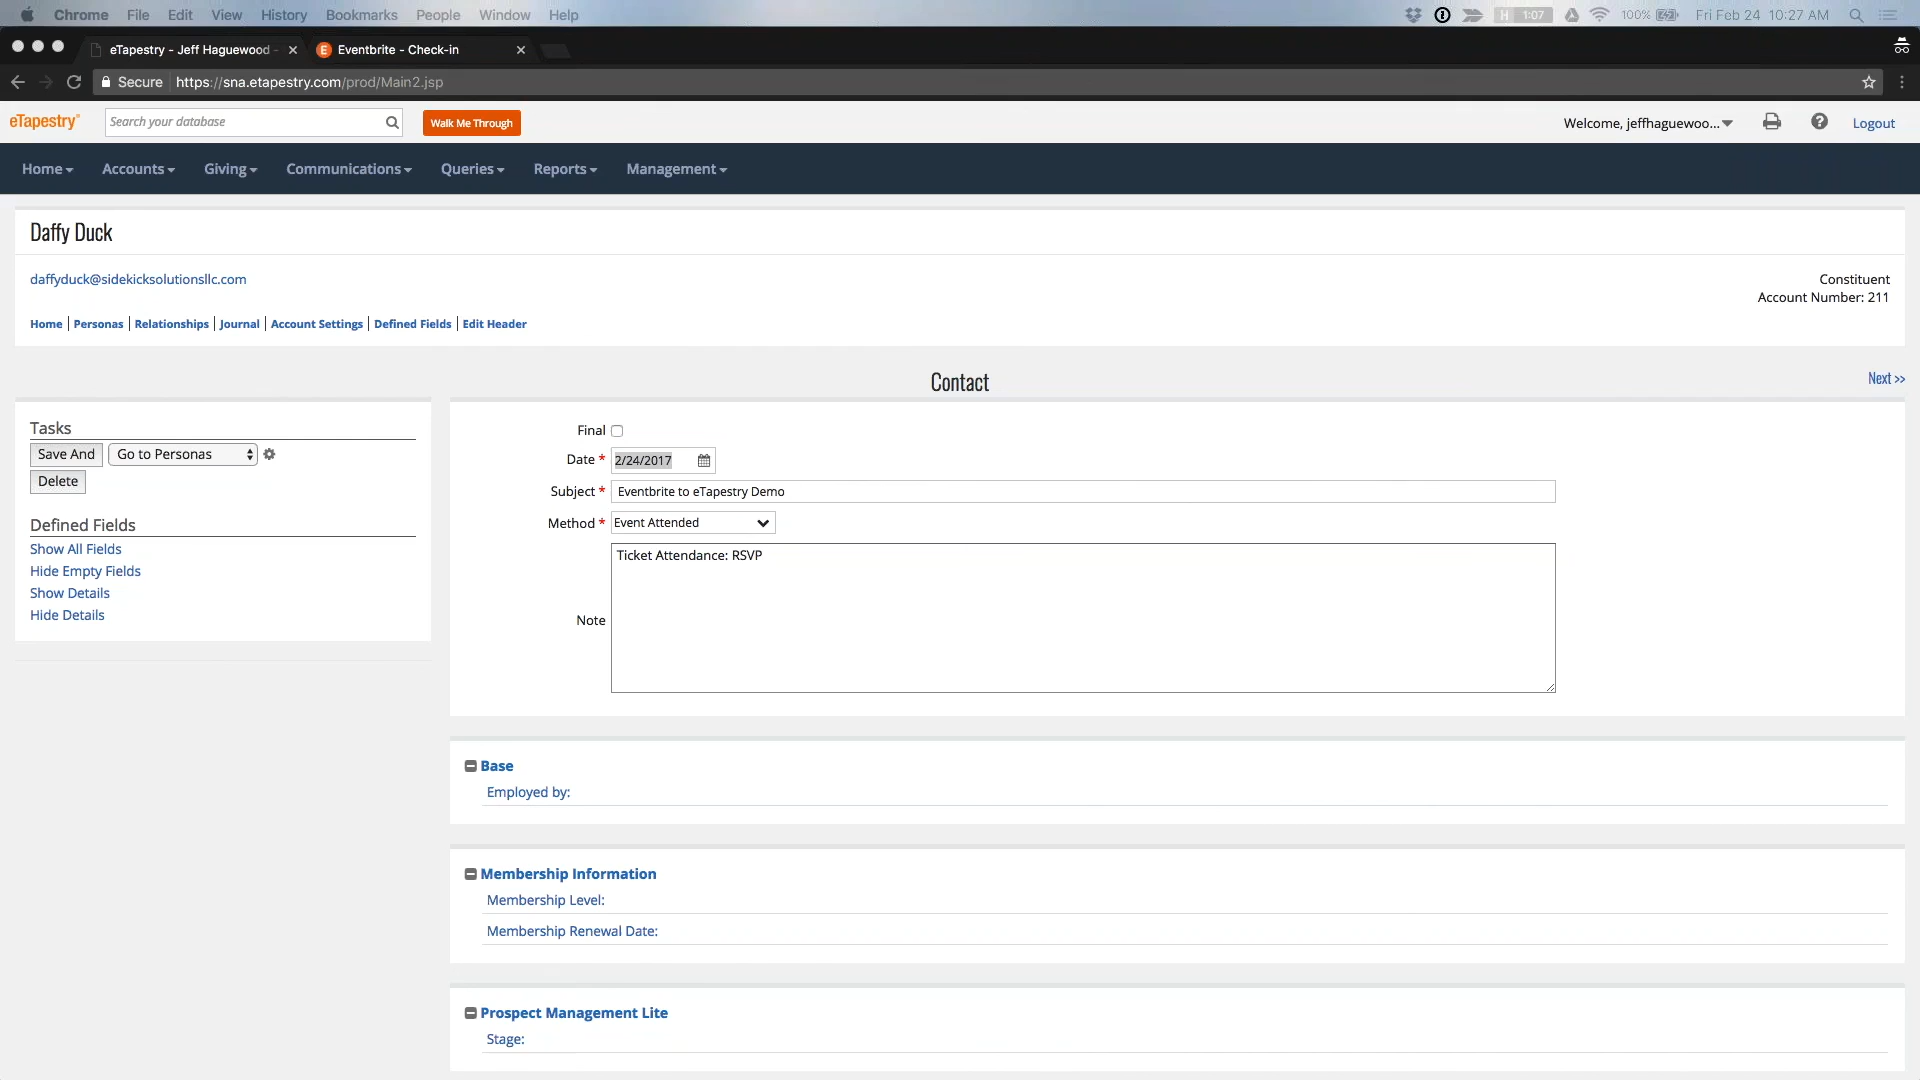 Chrome File Edit View History Bookmarks People Window Help H 1:07 100% Fri Feb 24 10:27 AM
eTapestry - Jeff Haguewood - E Eventbrite - Check-in
Secure https://sna.etapestry.com/prod/Main2.jsp
eTapestry Search your database Walk Me Through Welcome, jeffhaguewoo... Logout
Home Accounts Giving Communications Queries Reports Management
Daffy Duck
daffyduck@sidekicksolutionsllc.com Constituent
Account Number: 211
Home Personas Relationships Journal Account Settings Defined Fields Edit Header
Contact Next >>
Tasks
Save And Go to Personas
Delete
Defined Fields
Show All Fields
Hide Empty Fields
Show Details
Hide Details
Final
Date * 2/24/2017
Subject * Eventbrite to eTapestry Demo
Method * Event Attended
Note Ticket Attendance: RSVP
Base
Employed by:
Membership Information
Membership Level:
Membership Renewal Date:
Prospect Management Lite
Stage: